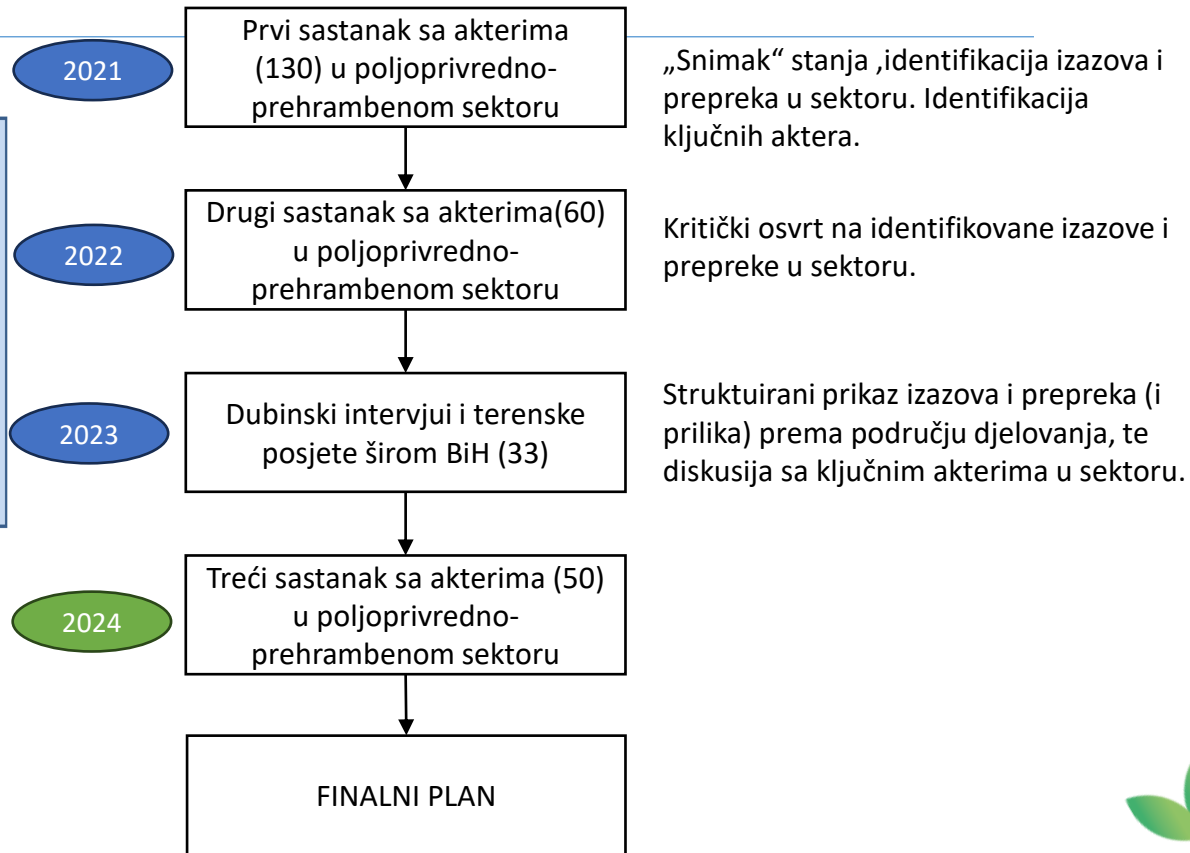 2021
Prvi sastanak sa akterima
(130) u poljoprivredno-
prehrambenom sektoru
„Snimak“ stanja ,identifikacija izazova i
prepreka u sektoru. Identifikacija
ključnih aktera.
2022
Drugi sastanak sa akterima(60)
u poljoprivredno-
prehrambenom sektoru
Kritički osvrt na identifikovane izazove i
prepreke u sektoru.
2023
Dubinski intervjui i terenske
posjete širom BiH (33)
Struktuirani prikaz izazova i prepreka (i
prilika) prema području djelovanja, te
diskusija sa ključnim akterima u sektoru.
2024
Treći sastanak sa akterima (50)
u poljoprivredno-
prehrambenom sektoru
FINALNI PLAN